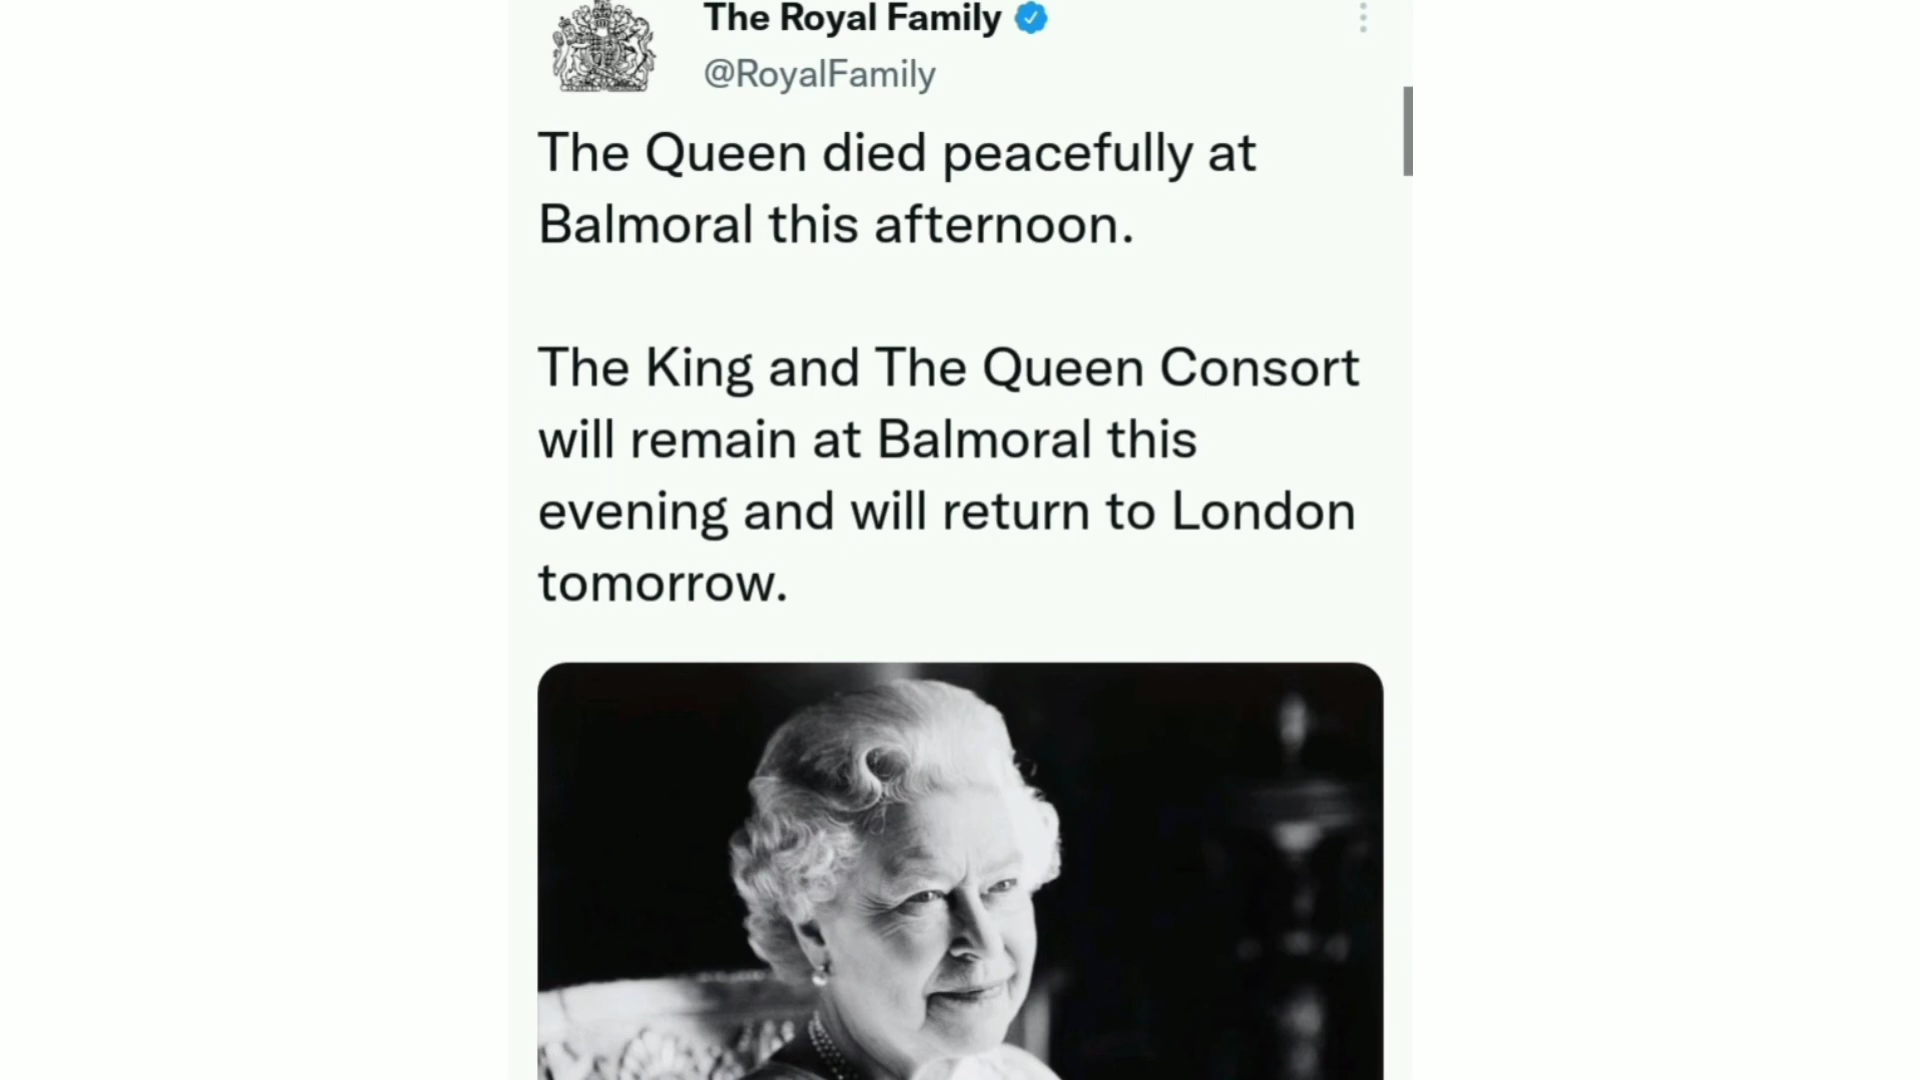 The Royal Family
@RoyalFamily
The Queen died peacefully at
Balmoral this afternoon.
The King and The Queen Consort
will remain at Balmoral this
evening and will return to London
tomorrow.